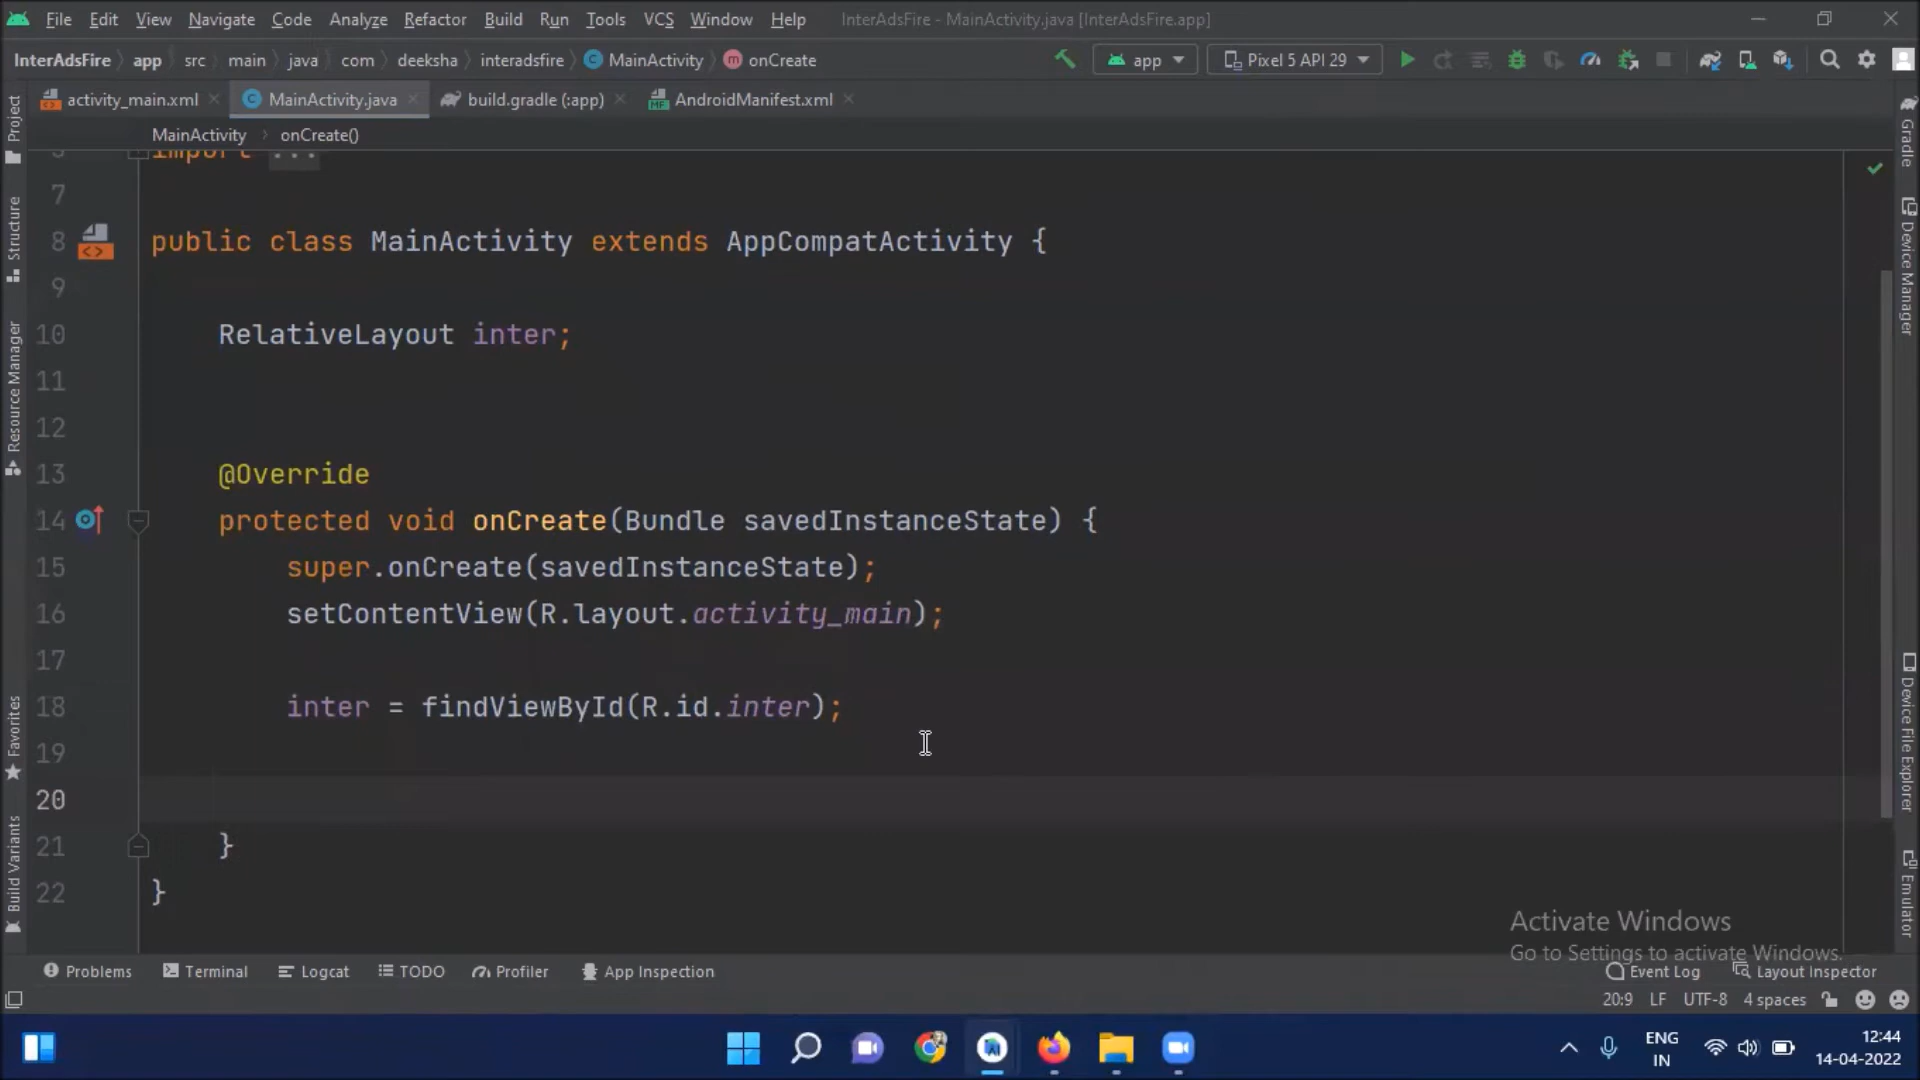 File Edit View Navigate Code Analyze Refactor Build Run Tools VCS Window Help InterAdsFire - MainActivity.java [InterAdsFire.app]
InterAdsFire app src main java com deeksha interadsfire MainActivity onCreate app Pixel 5 API 29
activity_main.xml MainActivity.java build.gradle (:app) AndroidManifest.xml
MainActivity onCreate()
import ...
7
8 public class MainActivity extends AppCompatActivity {
9
10 RelativeLayout inter;
11
12
13 @Override
14 protected void onCreate(Bundle savedInstanceState) {
15 super.onCreate(savedInstanceState);
16 setContentView(R.layout.activity_main);
17
18 inter = findViewById(R.id.inter);
19
20
21 }
22 }
Project
Structure
Resource Manager
Favorites
Build Variants
Gradle
Device Manager
Device File Explorer
Emulator
Activate Windows
Go to Settings to activate Windows.
Problems Terminal Logcat TODO Profiler App Inspection Event Log Layout Inspector
20:9 LF UTF-8 4 spaces
ENG
IN
12:44
14-04-2022